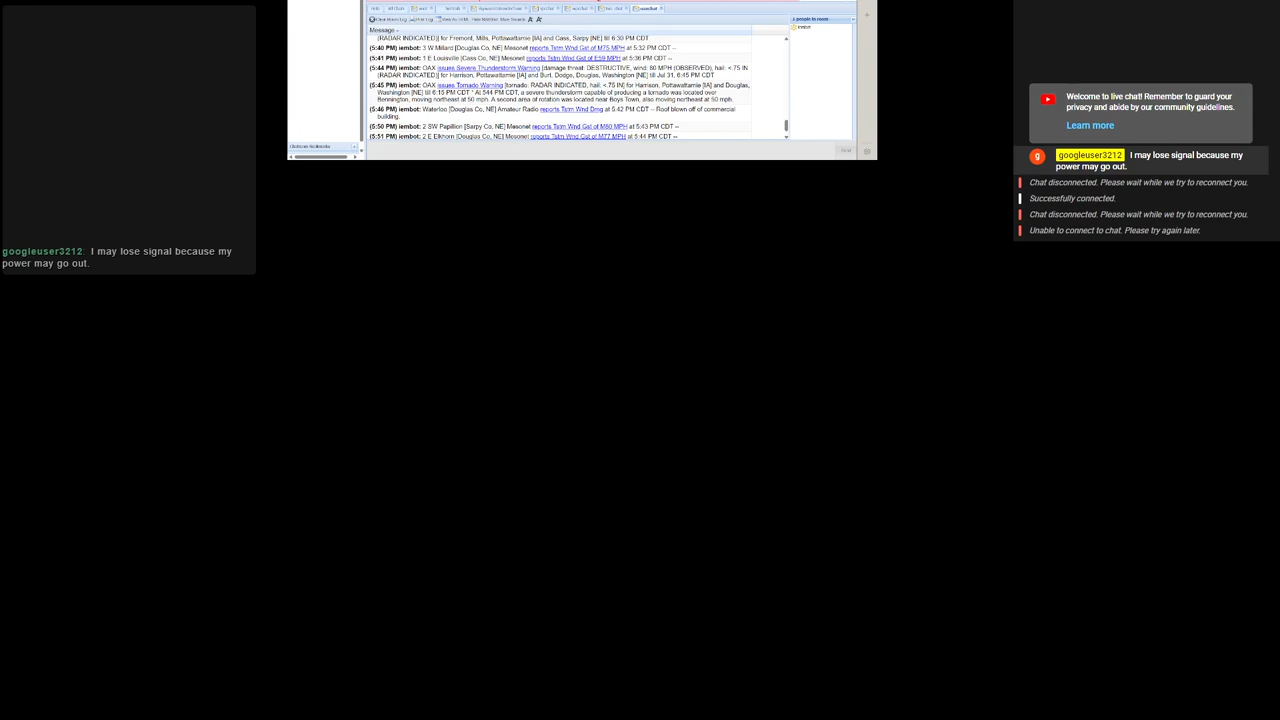 Message
(RADAR INDICATED)] for Fremont, Mills, Pottawattamie [IA] and Cass, Sarpy [NE] till 6:30 PM CDT
(5:40 PM) iembot: 3 W Millard [Douglas Co, NE] Mesonet reports Tstm Wnd Gst of M75 MPH at 5:32 PM CDT --
(5:41 PM) iembot: 1 E Louisville [Cass Co, NE] Mesonet reports Tstm Wnd Gst of E59 MPH at 5:36 PM CDT --
(5:44 PM) iembot: OAX issues Severe Thunderstorm Warning [damage threat: DESTRUCTIVE, wind: 80 MPH (OBSERVED), hail: <.75 IN
(RADAR INDICATED)] for Harrison, Pottawattamie [IA] and Burt, Dodge, Douglas, Washington [NE] till Jul 31, 6:45 PM CDT
(5:45 PM) iembot: OAX issues Tornado Warning [tornado: RADAR INDICATED, hail: <.75 IN] for Harrison, Pottawattamie [IA] and Douglas,
Washington [NE] till 6:15 PM CDT * At 544 PM CDT, a severe thunderstorm capable of producing a tornado was located over
Bennington, moving northeast at 50 mph. A second area of rotation was located near Boys Town, also moving northeast at 50 mph.
(5:46 PM) iembot: Waterloo [Douglas Co, NE] Amateur Radio reports Tstm Wnd Dmg at 5:42 PM CDT -- Roof blown off of commercial
building.
(5:50 PM) iembot: 2 SW Papillion [Sarpy Co, NE] Mesonet reports Tstm Wnd Gst of M60 MPH at 5:43 PM CDT --
(5:51 PM) iembot: 2 E Elkhorn [Douglas Co, NE] Mesonet reports Tstm Wnd Gst of M77 MPH at 5:44 PM CDT --
Chatroom Bookmarks
googleuser3212: I may lose signal because my
power may go out.
Welcome to live chat! Remember to guard your
privacy and abide by our community guidelines.
Learn more
g googleuser3212 I may lose signal because my
power may go out.
Chat disconnected. Please wait while we try to reconnect you.
Successfully connected.
Chat disconnected. Please wait while we try to reconnect you.
Unable to connect to chat. Please try again later.